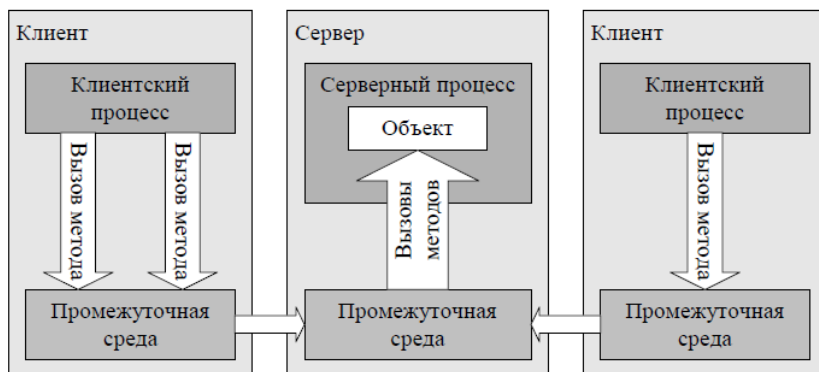 Клиент
Клиентский
процесс
Вызов метода
Вызов метода
Промежуточная
среда
Сервер
Серверный процесс
Объект
Вызовы
методов
Промежуточная
среда
Клиент
Клиентский
процесс
Вызов метода
Промежуточная
среда